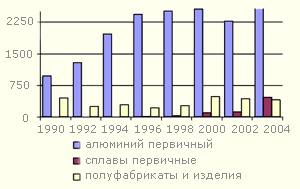 2250
1500
750
0
1990 1992 1994 1996 1998 2000 2002 2004
алюминий первичный
сплавы первичные
полуфабрикаты и изделия